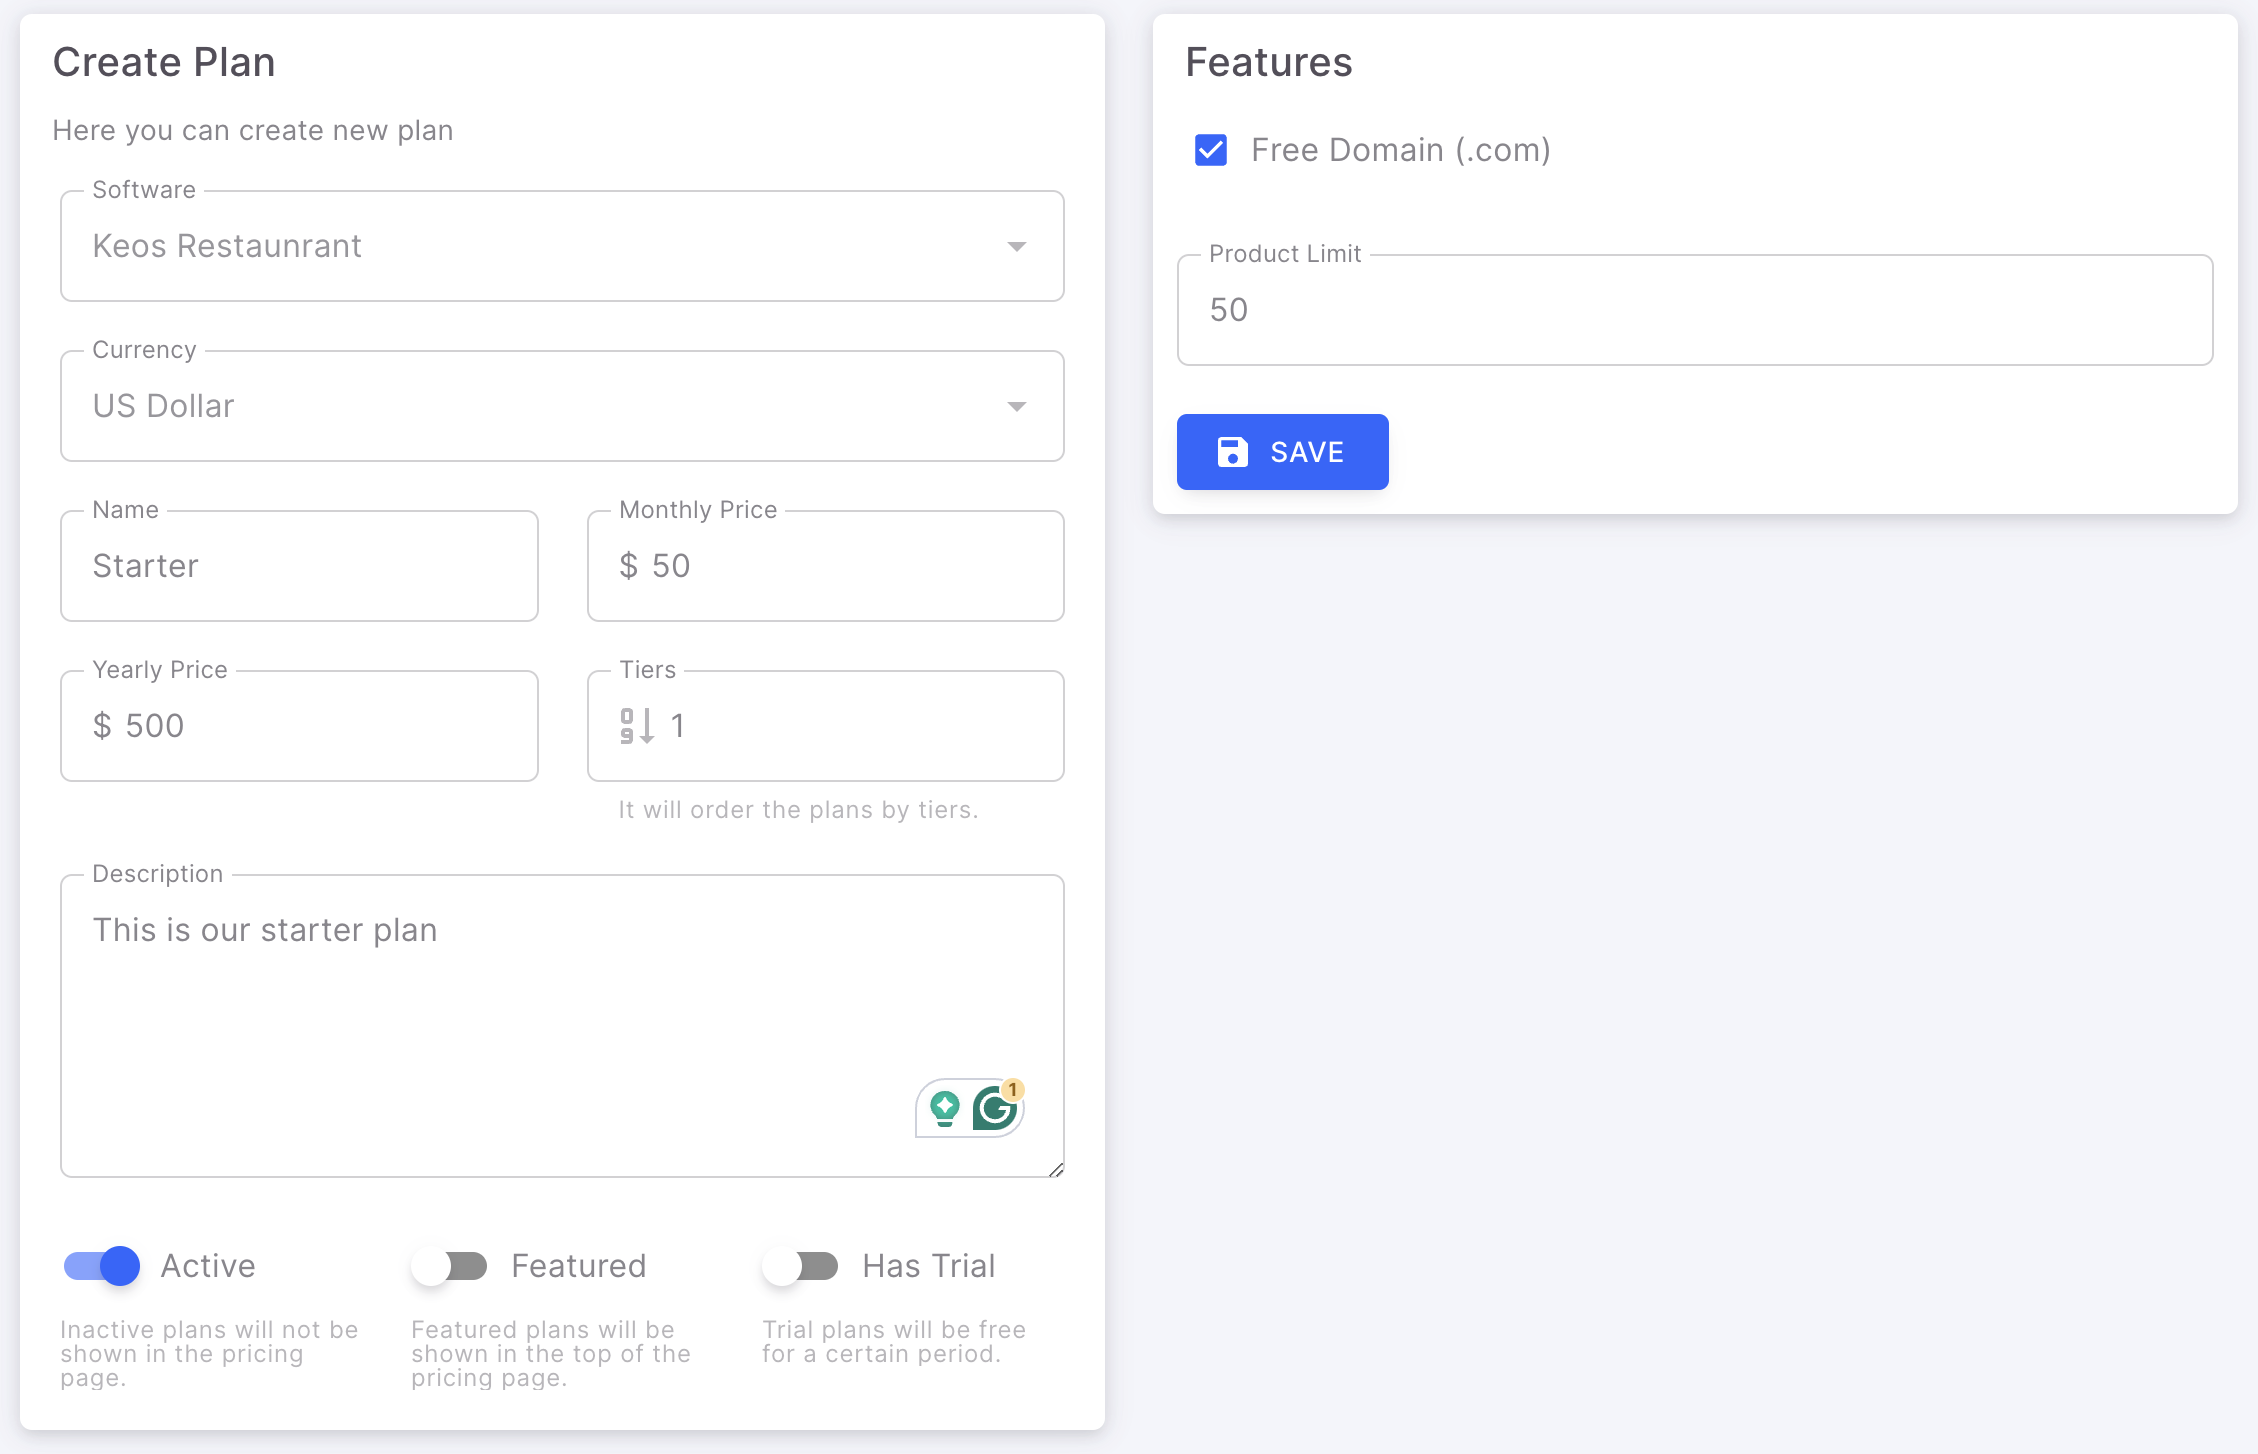 Create Plan
Here you can create new plan
Software
Keos Restaunrant
Currency
US Dollar
Name
Starter
Monthly Price
$ 50
Yearly Price
$ 500
Tiers
1
It will order the plans by tiers.
Description
This is our starter plan
1
Active
Inactive plans will not be
shown in the pricing
page.
Featured
Featured plans will be
shown in the top of the
pricing page.
Has Trial
Trial plans will be free
for a certain period.
Features
Free Domain (.com)
Product Limit
50
SAVE